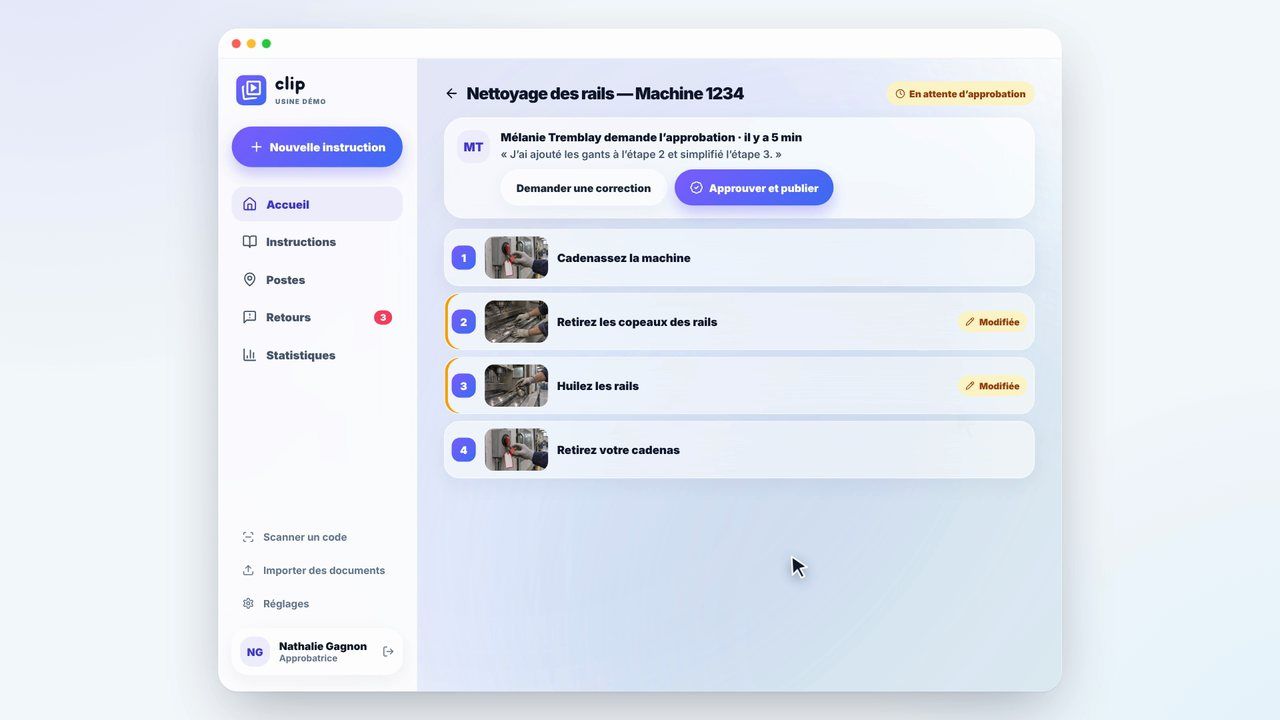 clip
USINE DÉMO
Nouvelle instruction
Accueil
Instructions
Postes
Retours
3
Statistiques
Scanner un code
Importer des documents
Réglages
NG
Nathalie Gagnon
Approbatrice
Nettoyage des rails — Machine 1234
En attente d’approbation
MT
Mélanie Tremblay demande l’approbation · il y a 5 min
« J’ai ajouté les gants à l’étape 2 et simplifié l’étape 3. »
Demander une correction
Approuver et publier
1
Cadenassez la machine
2
Retirez les copeaux des rails
Modifiée
3
Huilez les rails
Modifiée
4
Retirez votre cadenas